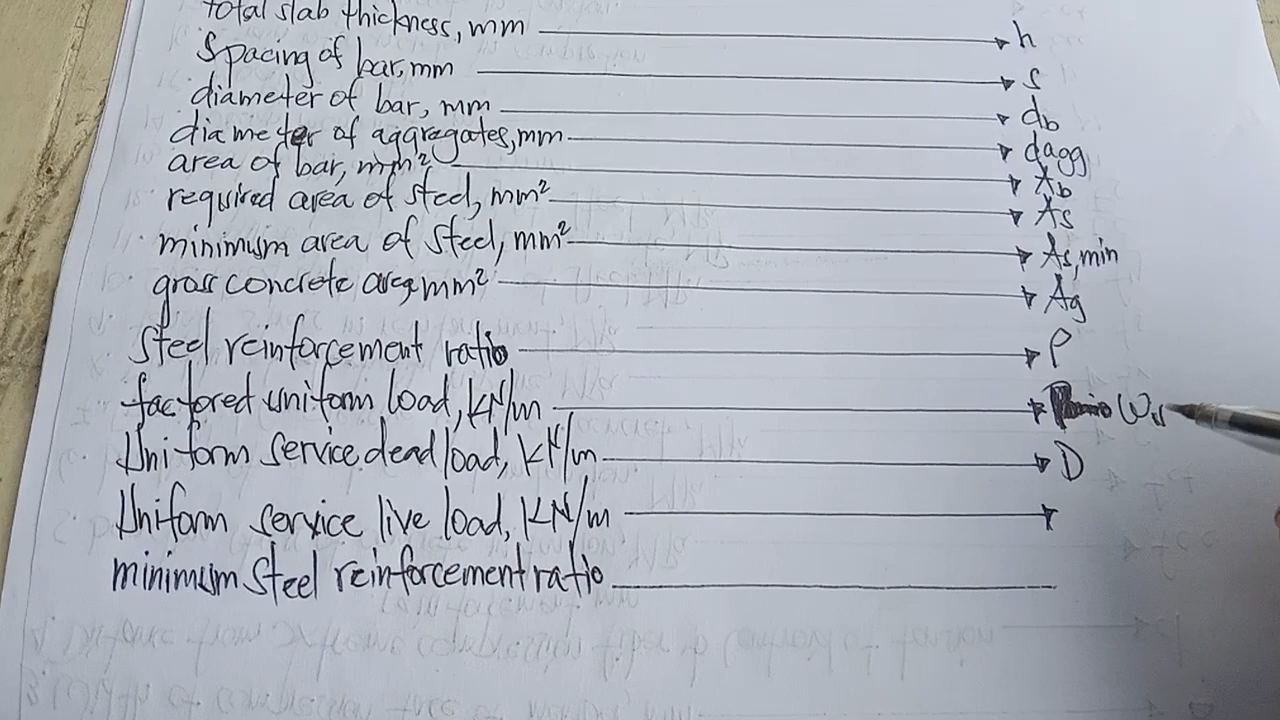 total slab thickness, mm h
spacing of bar, mm s
diameter of bar, mm db
diameter of aggregates, mm dagg
area of bar, mm² Ab
required area of steel, mm² As
minimum area of steel, mm² As,min
gross concrete area, mm² Ag
Steel reinforcement ratio ρ
factored uniform load, KN/m Wu
Uniform service dead load, KN/m D
Uniform service live load, KN/m
minimum steel reinforcement ratio